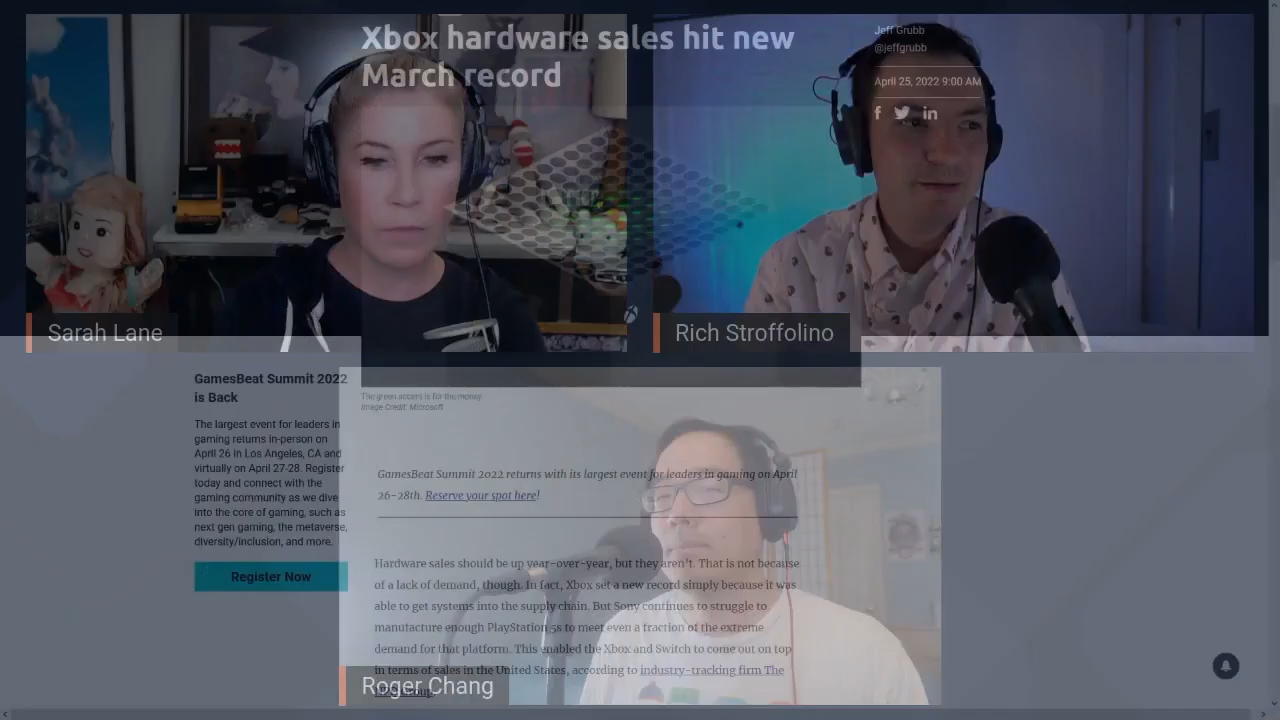 Xbox hardware sales hit new
March record
Jeff Grubb
@jeffgrubb
April 25, 2022 9:00 AM
Sarah Lane
Rich Stroffolino
GamesBeat Summit 2022
is Back
The largest event for leaders in
gaming returns in-person on
April 26 in Los Angeles, CA and
virtually on April 27-28. Register
today and connect with the
gaming community as we dive
into the core of gaming, such as
next gen gaming, the metaverse,
diversity/inclusion, and more.
Register Now
The green accent is for the money.
Image Credit: Microsoft
GamesBeat Summit 2022 returns with its largest event for leaders in gaming on April
26-28th. Reserve your spot here!
Hardware sales should be up year-over-year, but they aren't. That is not because
of a lack of demand, though. In fact, Xbox set a new record simply because it was
able to get systems into the supply chain. But Sony continues to struggle to
manufacture enough PlayStation 5s to meet even a fraction of the extreme
demand for that platform. This enabled the Xbox and Switch to come out on top
in terms of sales in the United States, according to industry-tracking firm The
Roger Chang